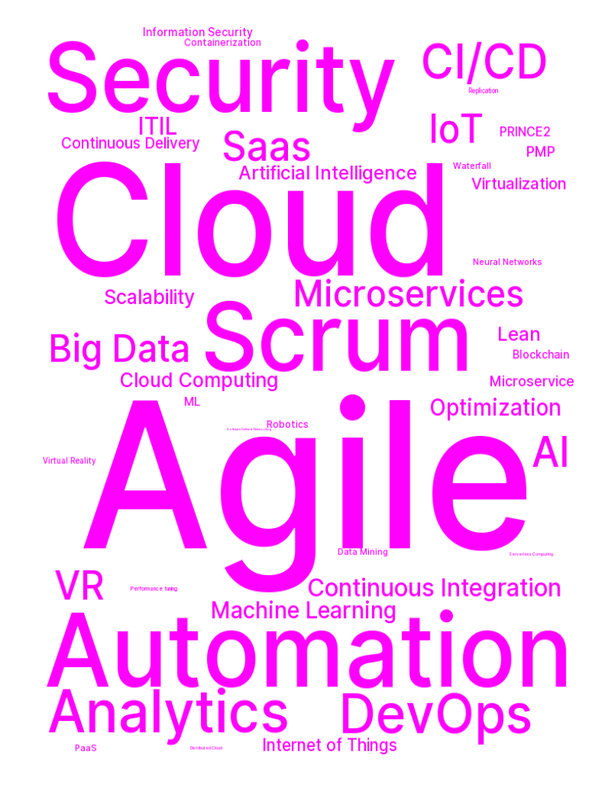 Information Security
Containerization
Security
CI/CD
Replication
ITIL
IoT
PRINCE2
Continuous Delivery
Saas
PMP
Artificial Intelligence
Waterfall
Virtualization
Cloud
Neural Networks
Scalability
Microservices
Scrum
Lean
Big Data
Blockchain
Cloud Computing
Microservice
ML
Optimization
Robotics
Agile
AI
Virtual Reality
Data Mining
Serverless Computing
VR
Performance Tuning
Continuous Integration
Machine Learning
Automation
Analytics
DevOps
PaaS
Distributed Cloud
Internet of Things